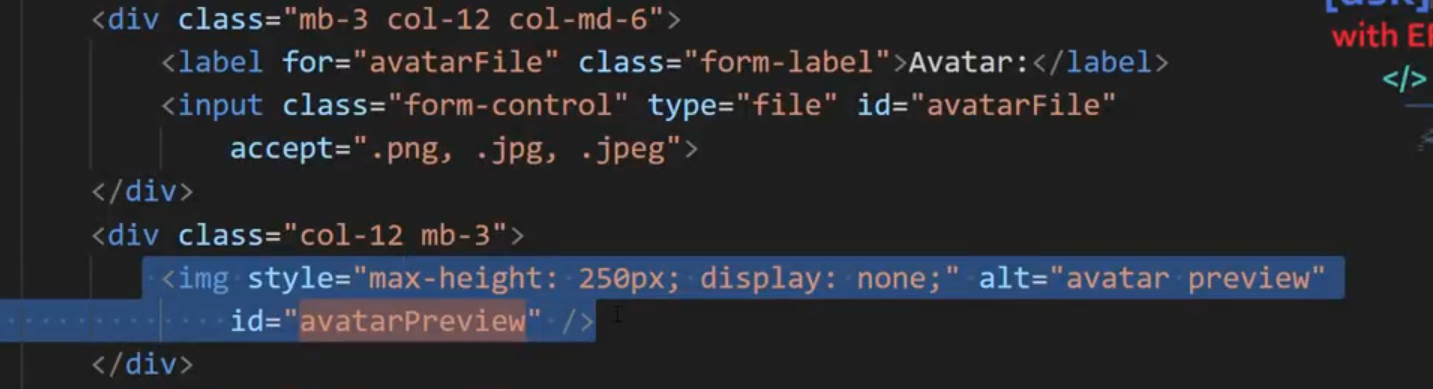 <div class="mb-3 col-12 col-md-6">
<label for="avatarFile" class="form-label">Avatar:</label>
<input class="form-control" type="file" id="avatarFile"
accept=".png, .jpg, .jpeg">
</div>
<div class="col-12 mb-3">
<img style="max-height: 250px; display: none;" alt="avatar preview"
id="avatarPreview" />
</div>
with
</>